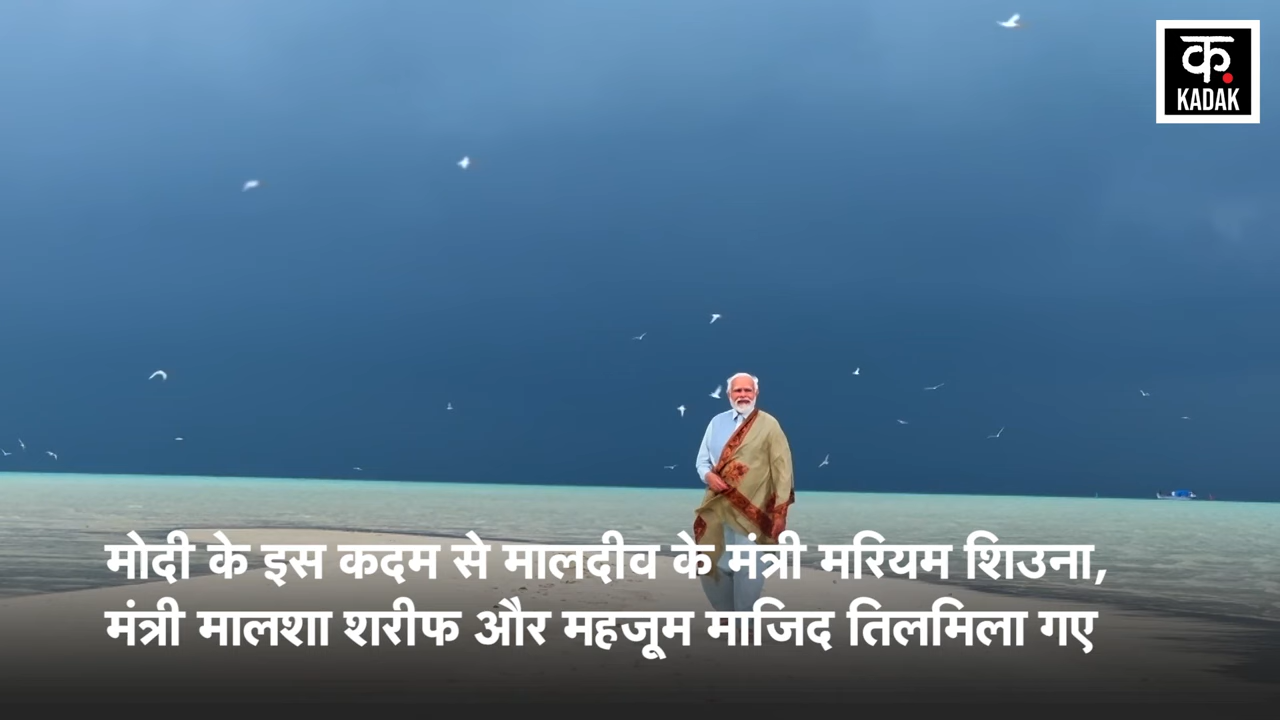 क
KADAK
मोदी के इस कदम से मालदीव के मंत्री मरियम शिउना,
मंत्री मालशा शरीफ और महजूम माजिद तिलमिला गए